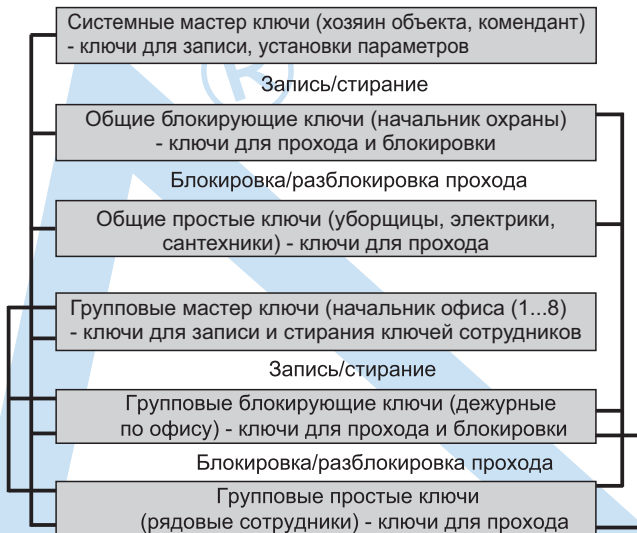 Системные мастер ключи (хозяин объекта, комендант)
- ключи для записи, установки параметров
®
Запись/стирание
Общие блокирующие ключи (начальник охраны)
- ключи для прохода и блокировки
Блокировка/разблокировка прохода
Общие простые ключи (уборщицы, электрики,
сантехники) - ключи для прохода
Групповые мастер ключи (начальник офиса (1...8)
- ключи для записи и стирания ключей сотрудников
Запись/стирание
Групповые блокирующие ключи (дежурные
по офису) - ключи для прохода и блокировки
Блокировка/разблокировка прохода
Групповые простые ключи
(рядовые сотрудники) - ключи для прохода